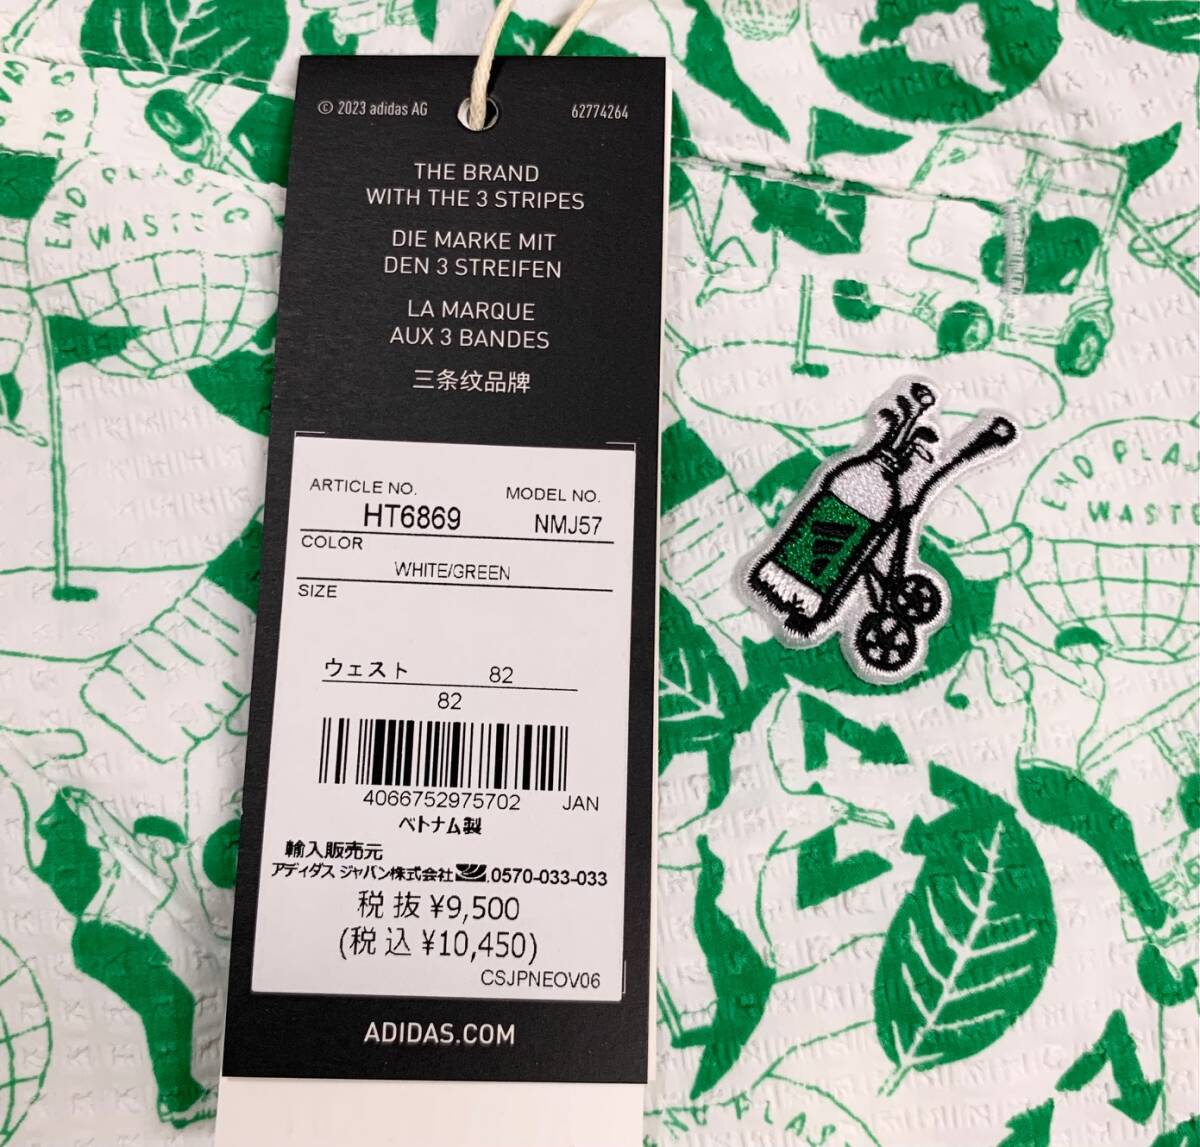 © 2023 adidas AG 62774264
THE BRAND
WITH THE 3 STRIPES
DIE MARKE MIT
DEN 3 STREIFEN
LA MARQUE
AUX 3 BANDES
三条纹品牌
ARTICLE NO. MODEL NO.
HT6869 NMJ57
COLOR
WHITE/GREEN
SIZE
ウェスト 82
82
4066752975702 JAN
ベトナム製
輸入販売元
アディダス ジャパン株式会社 0570-033-033
税抜 ¥9,500
(税込 ¥10,450)
CSJPNEOV06
ADIDAS.COM
END PLASTIC
WASTE
END PLA
WAST